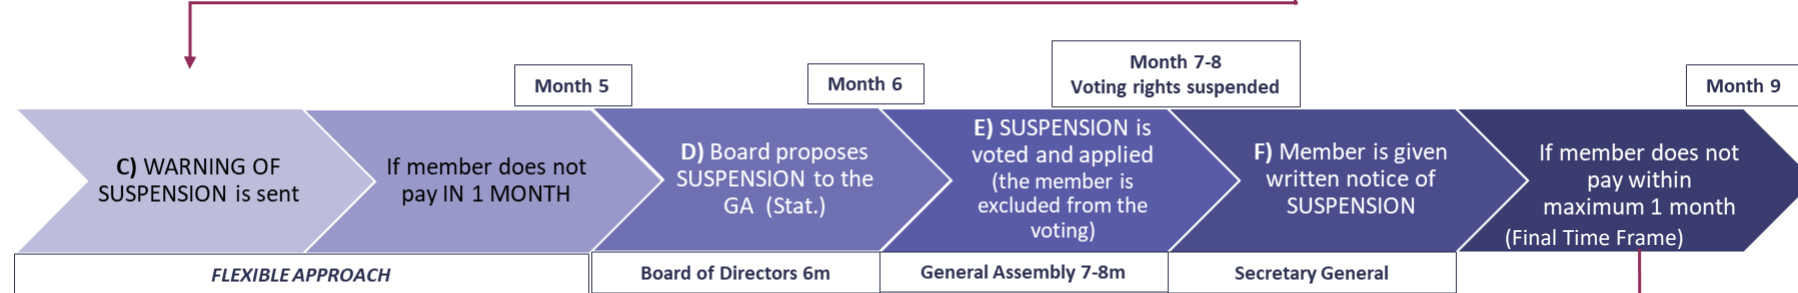 Month 5
Month 6
Month 7-8
Voting rights suspended
Month 9
C) WARNING OF
SUSPENSION is sent
If member does not
pay IN 1 MONTH
D) Board proposes
SUSPENSION to the
GA (Stat.)
E) SUSPENSION is
voted and applied
(the member is
excluded from the
voting)
F) Member is given
written notice of
SUSPENSION
If member does not
pay within
maximum 1 month
(Final Time Frame)
FLEXIBLE APPROACH
Board of Directors 6m
General Assembly 7-8m
Secretary General